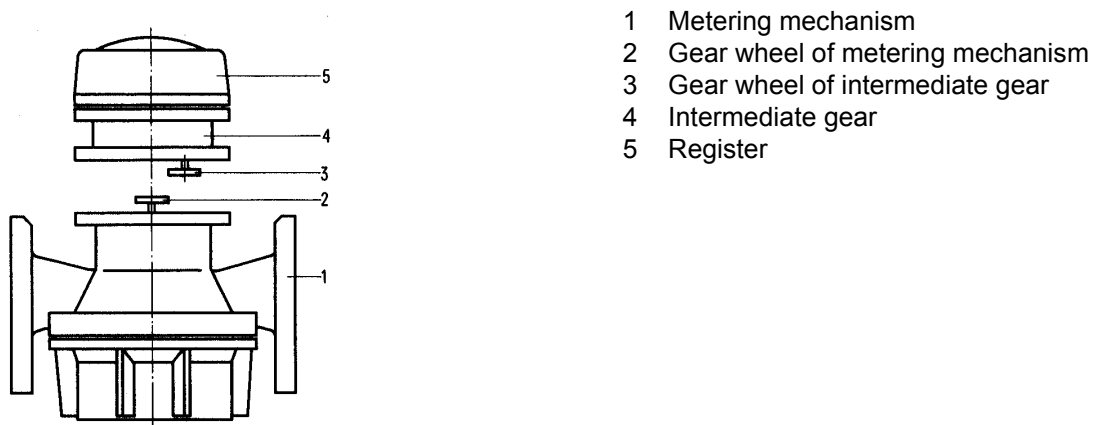 1 Metering mechanism
2 Gear wheel of metering mechanism
3 Gear wheel of intermediate gear
4 Intermediate gear
5 Register
5
4
3
2
1